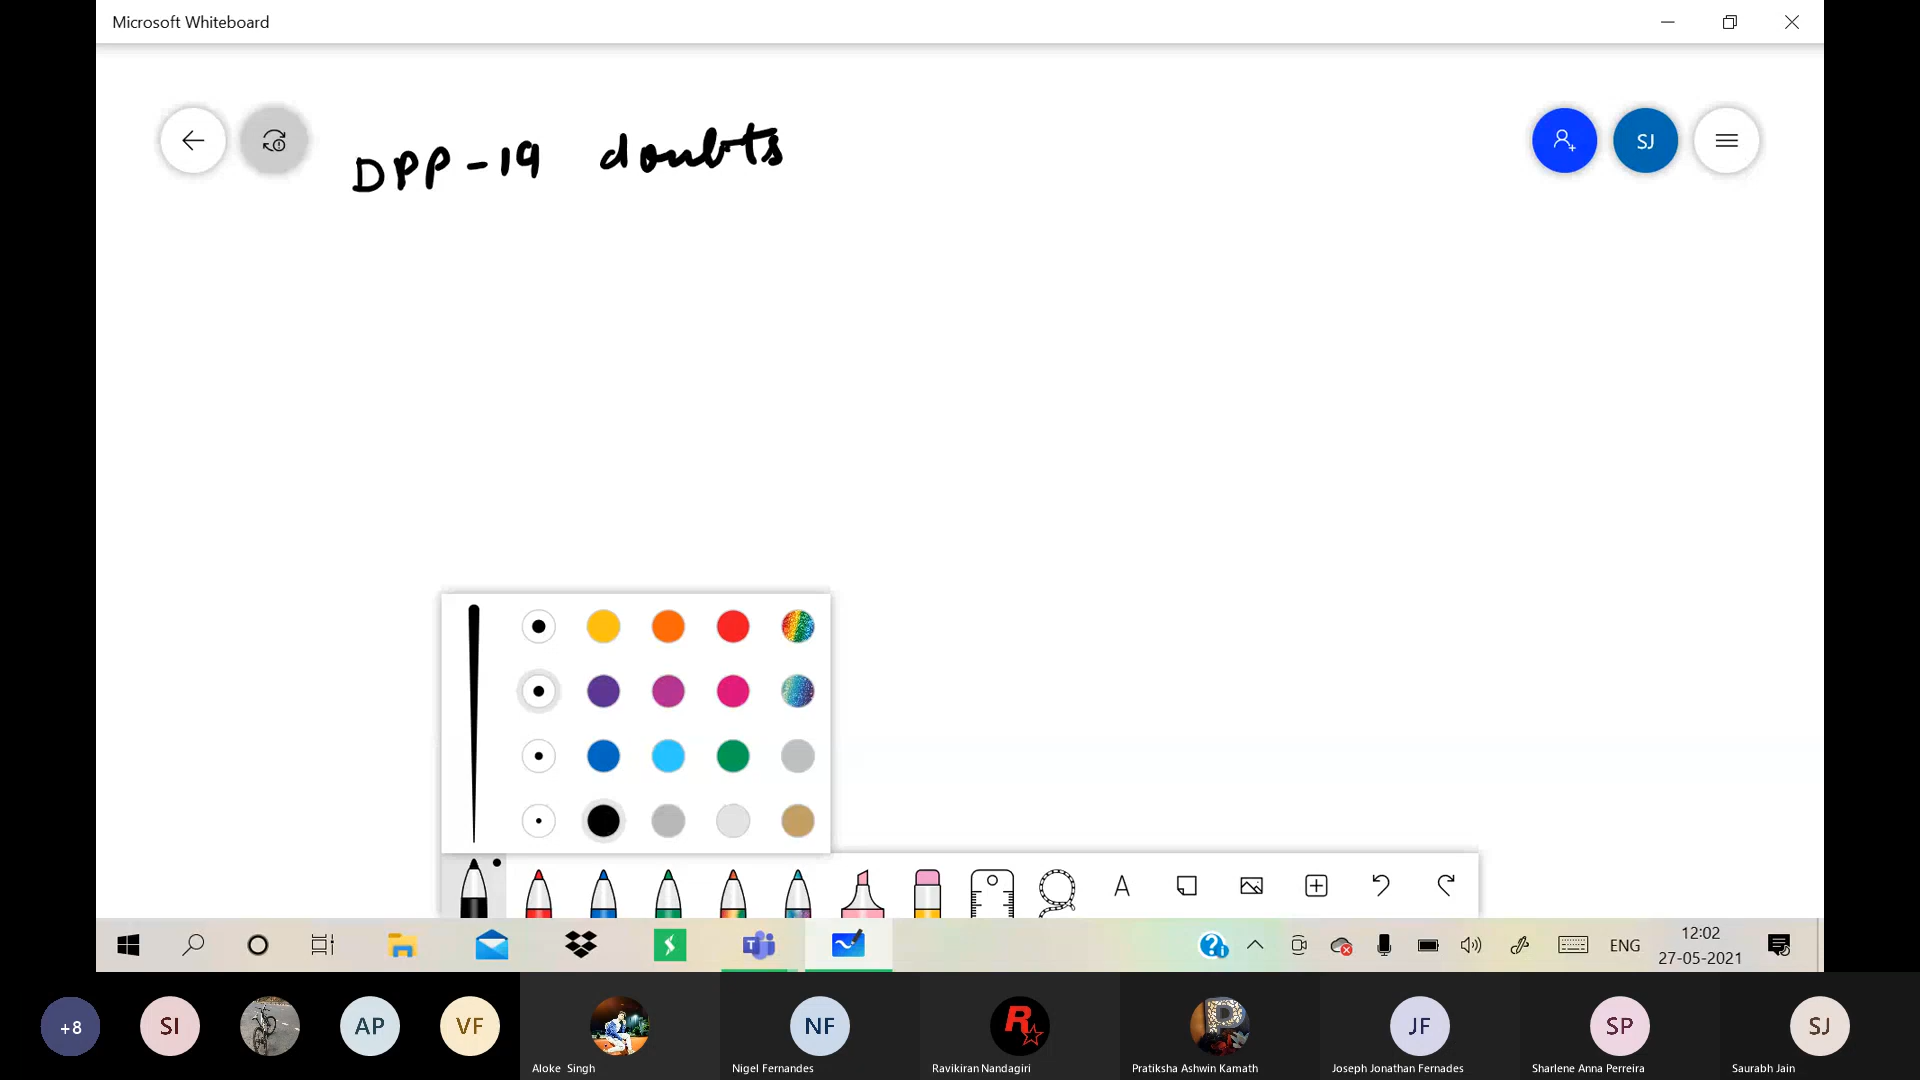 Microsoft Whiteboard
DPP-19 doubts
SJ
A
T
ENG
12:02
27-05-2021
+8
SI
AP
VF
NF
R
P
JF
SP
SJ
Aloke Singh
Nigel Fernandes
Ravikiran Nandagiri
Pratiksha Ashwin Kamath
Joseph Jonathan Fernades
Sharlene Anna Perreira
Saurabh Jain